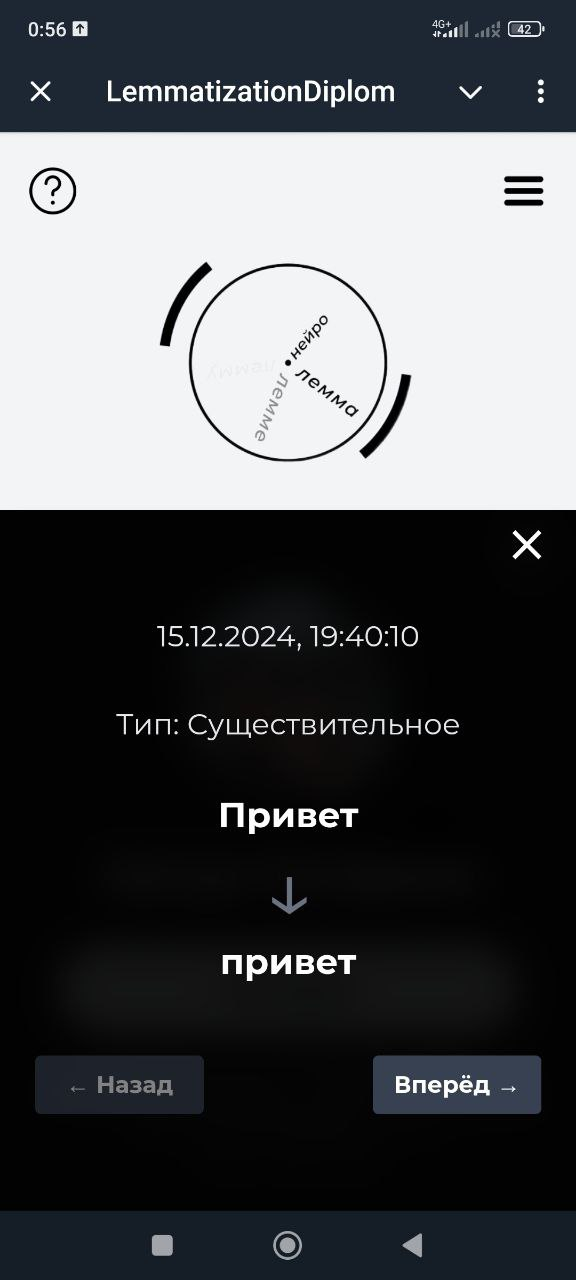 0:56
4G+
42
LemmatizationDiplom
?
нейро
лемма
лемме
лемму
15.12.2024, 19:40:10
Тип: Существительное
Привет
↓
привет
← Назад
Вперёд →